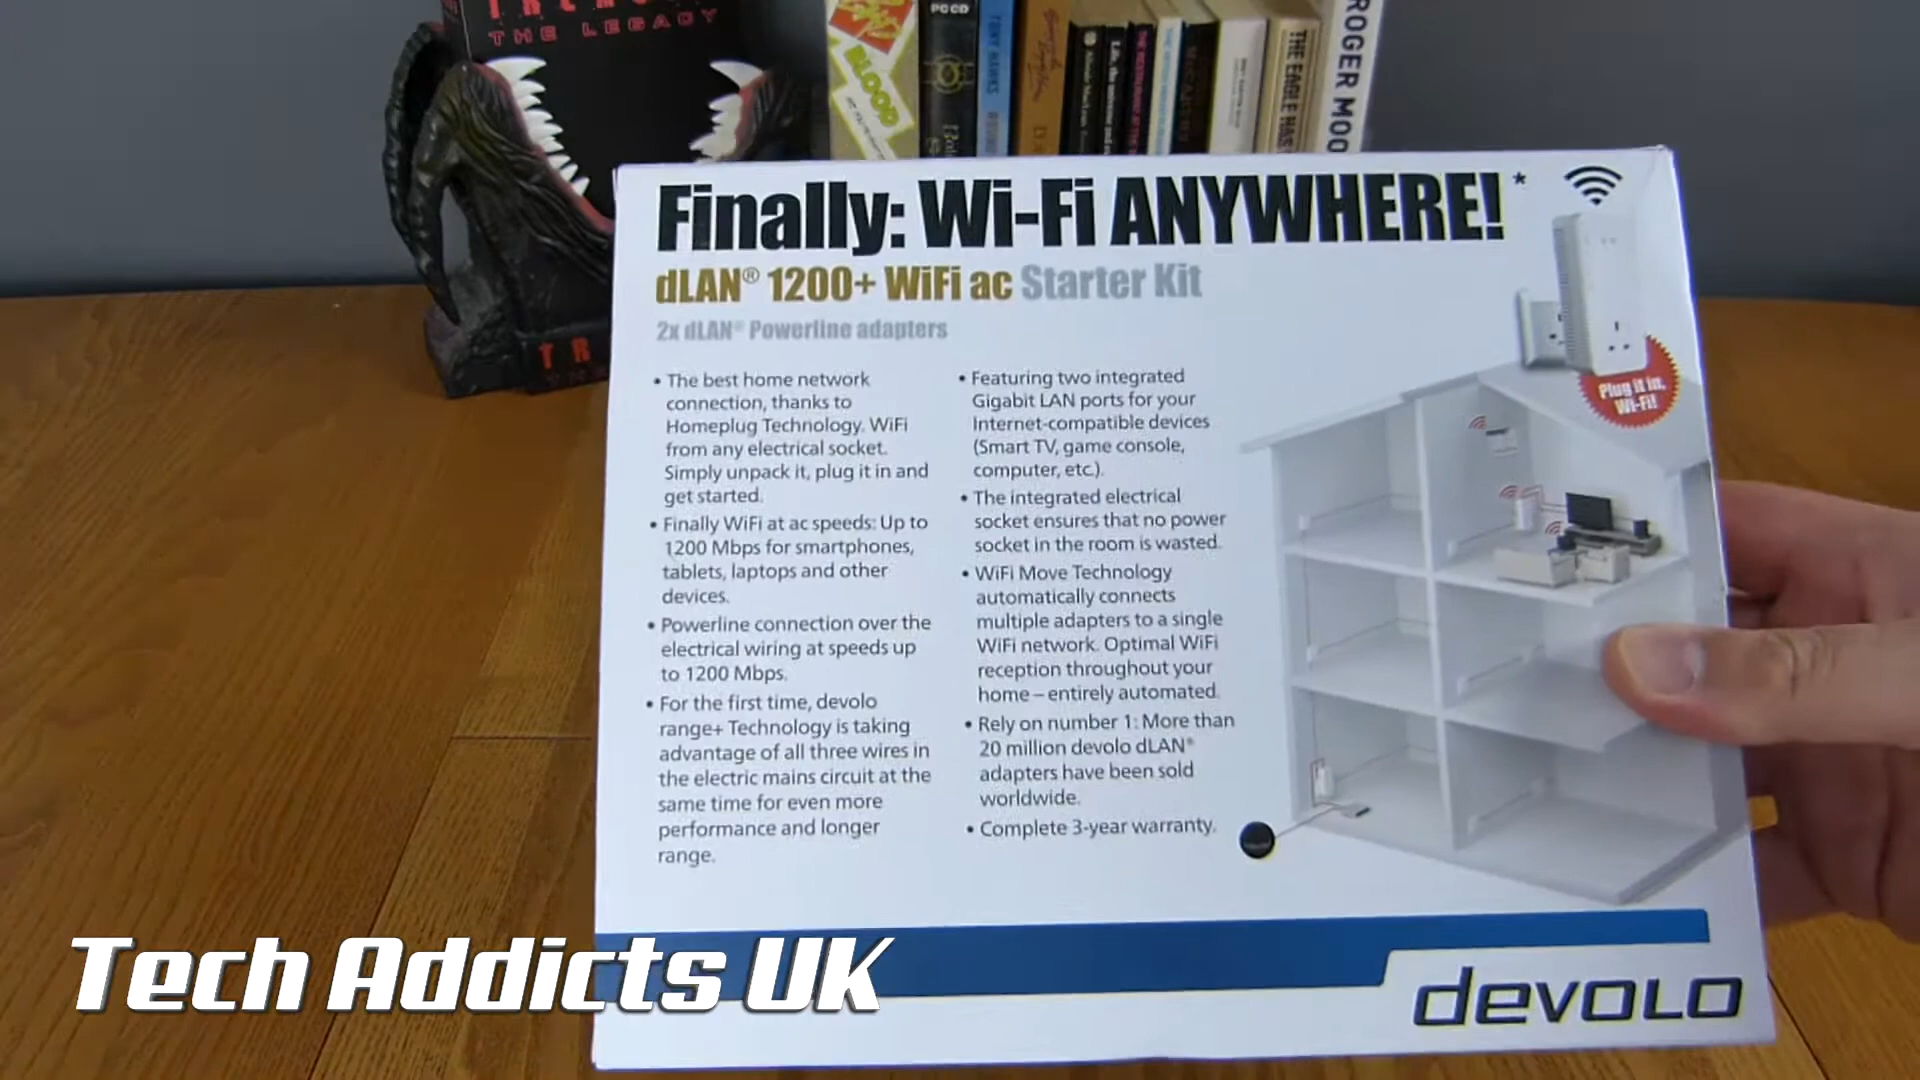 THE LEGACY
PC CD
BLOOD
TONY HAWKS
THE EAGLE HAS
ROGER MOO
Finally: Wi-Fi ANYWHERE!*
dLAN® 1200+ WiFi ac Starter Kit
2x dLAN® Powerline adapters
• The best home network
connection, thanks to
Homeplug Technology. WiFi
from any electrical socket.
Simply unpack it, plug it in and
get started.
• Finally WiFi at ac speeds: Up to
1200 Mbps for smartphones,
tablets, laptops and other
devices.
• Powerline connection over the
electrical wiring at speeds up
to 1200 Mbps.
• For the first time, devolo
range+ Technology is taking
advantage of all three wires in
the electric mains circuit at the
same time for even more
performance and longer
range.
• Featuring two integrated
Gigabit LAN ports for your
Internet-compatible devices
(Smart TV, game console,
computer, etc.).
• The integrated electrical
socket ensures that no power
socket in the room is wasted.
• WiFi Move Technology
automatically connects
multiple adapters to a single
WiFi network. Optimal WiFi
reception throughout your
home – entirely automated.
• Rely on number 1: More than
20 million devolo dLAN®
adapters have been sold
worldwide.
• Complete 3-year warranty.
Plug it in.
Wi-Fi!
devolo
Tech Addicts UK